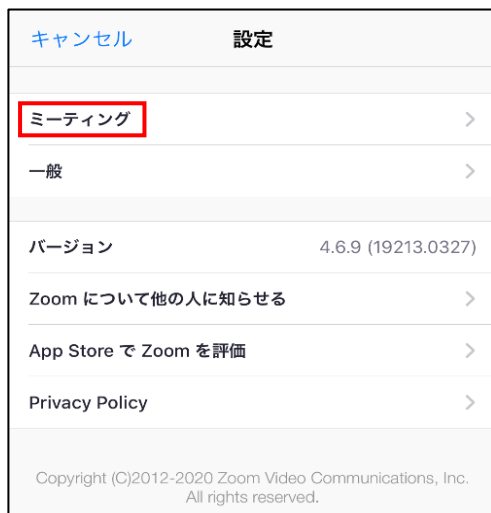 キャンセル 設定
ミーティング
一般
バージョン 4.6.9 (19213.0327)
Zoom について他の人に知らせる
App Store で Zoom を評価
Privacy Policy
Copyright (C)2012-2020 Zoom Video Communications, Inc.
All rights reserved.